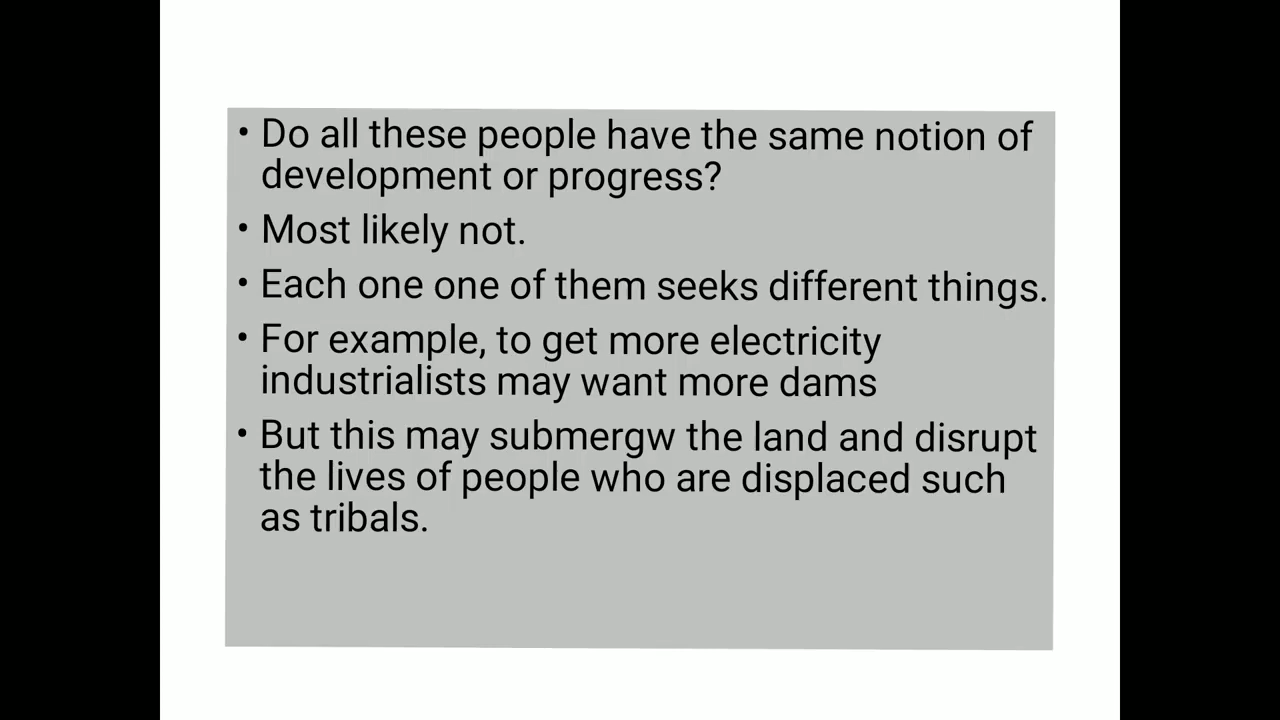 • Do all these people have the same notion of
development or progress?
• Most likely not.
• Each one one of them seeks different things.
• For example, to get more electricity
industrialists may want more dams
• But this may submergw the land and disrupt
the lives of people who are displaced such
as tribals.